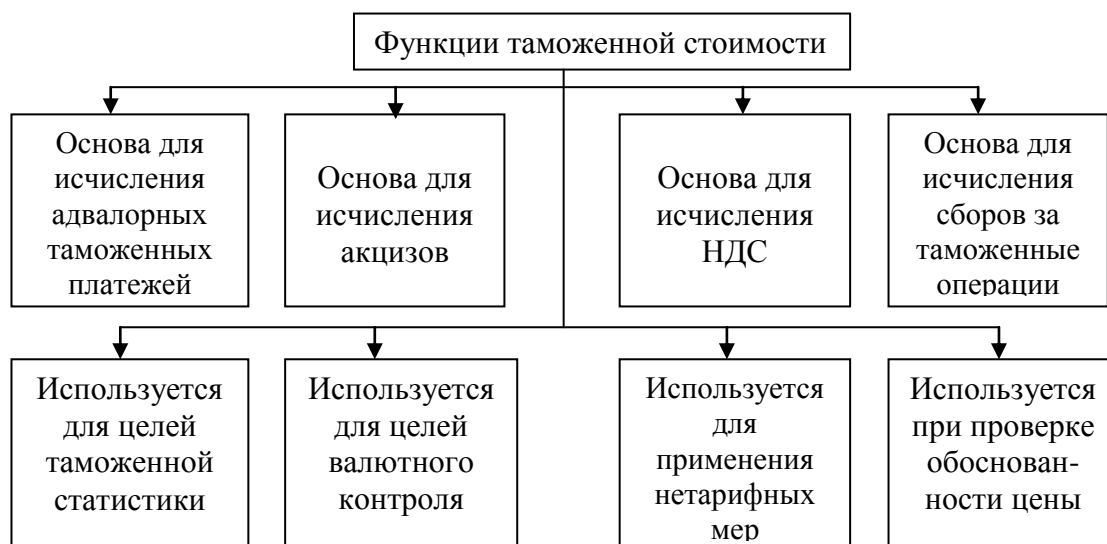 Функции таможенной стоимости
Основа для
исчисления
адвалорных
таможенных
платежей
Основа для
исчисления
акцизов
Основа для
исчисления
НДС
Основа для
исчисления
сборов за
таможенные
операции
Используется
для целей
таможенной
статистики
Используется
для целей
валютного
контроля
Используется
для
применения
нетарифных
мер
Используется
при проверке
обоснован-
ности цены